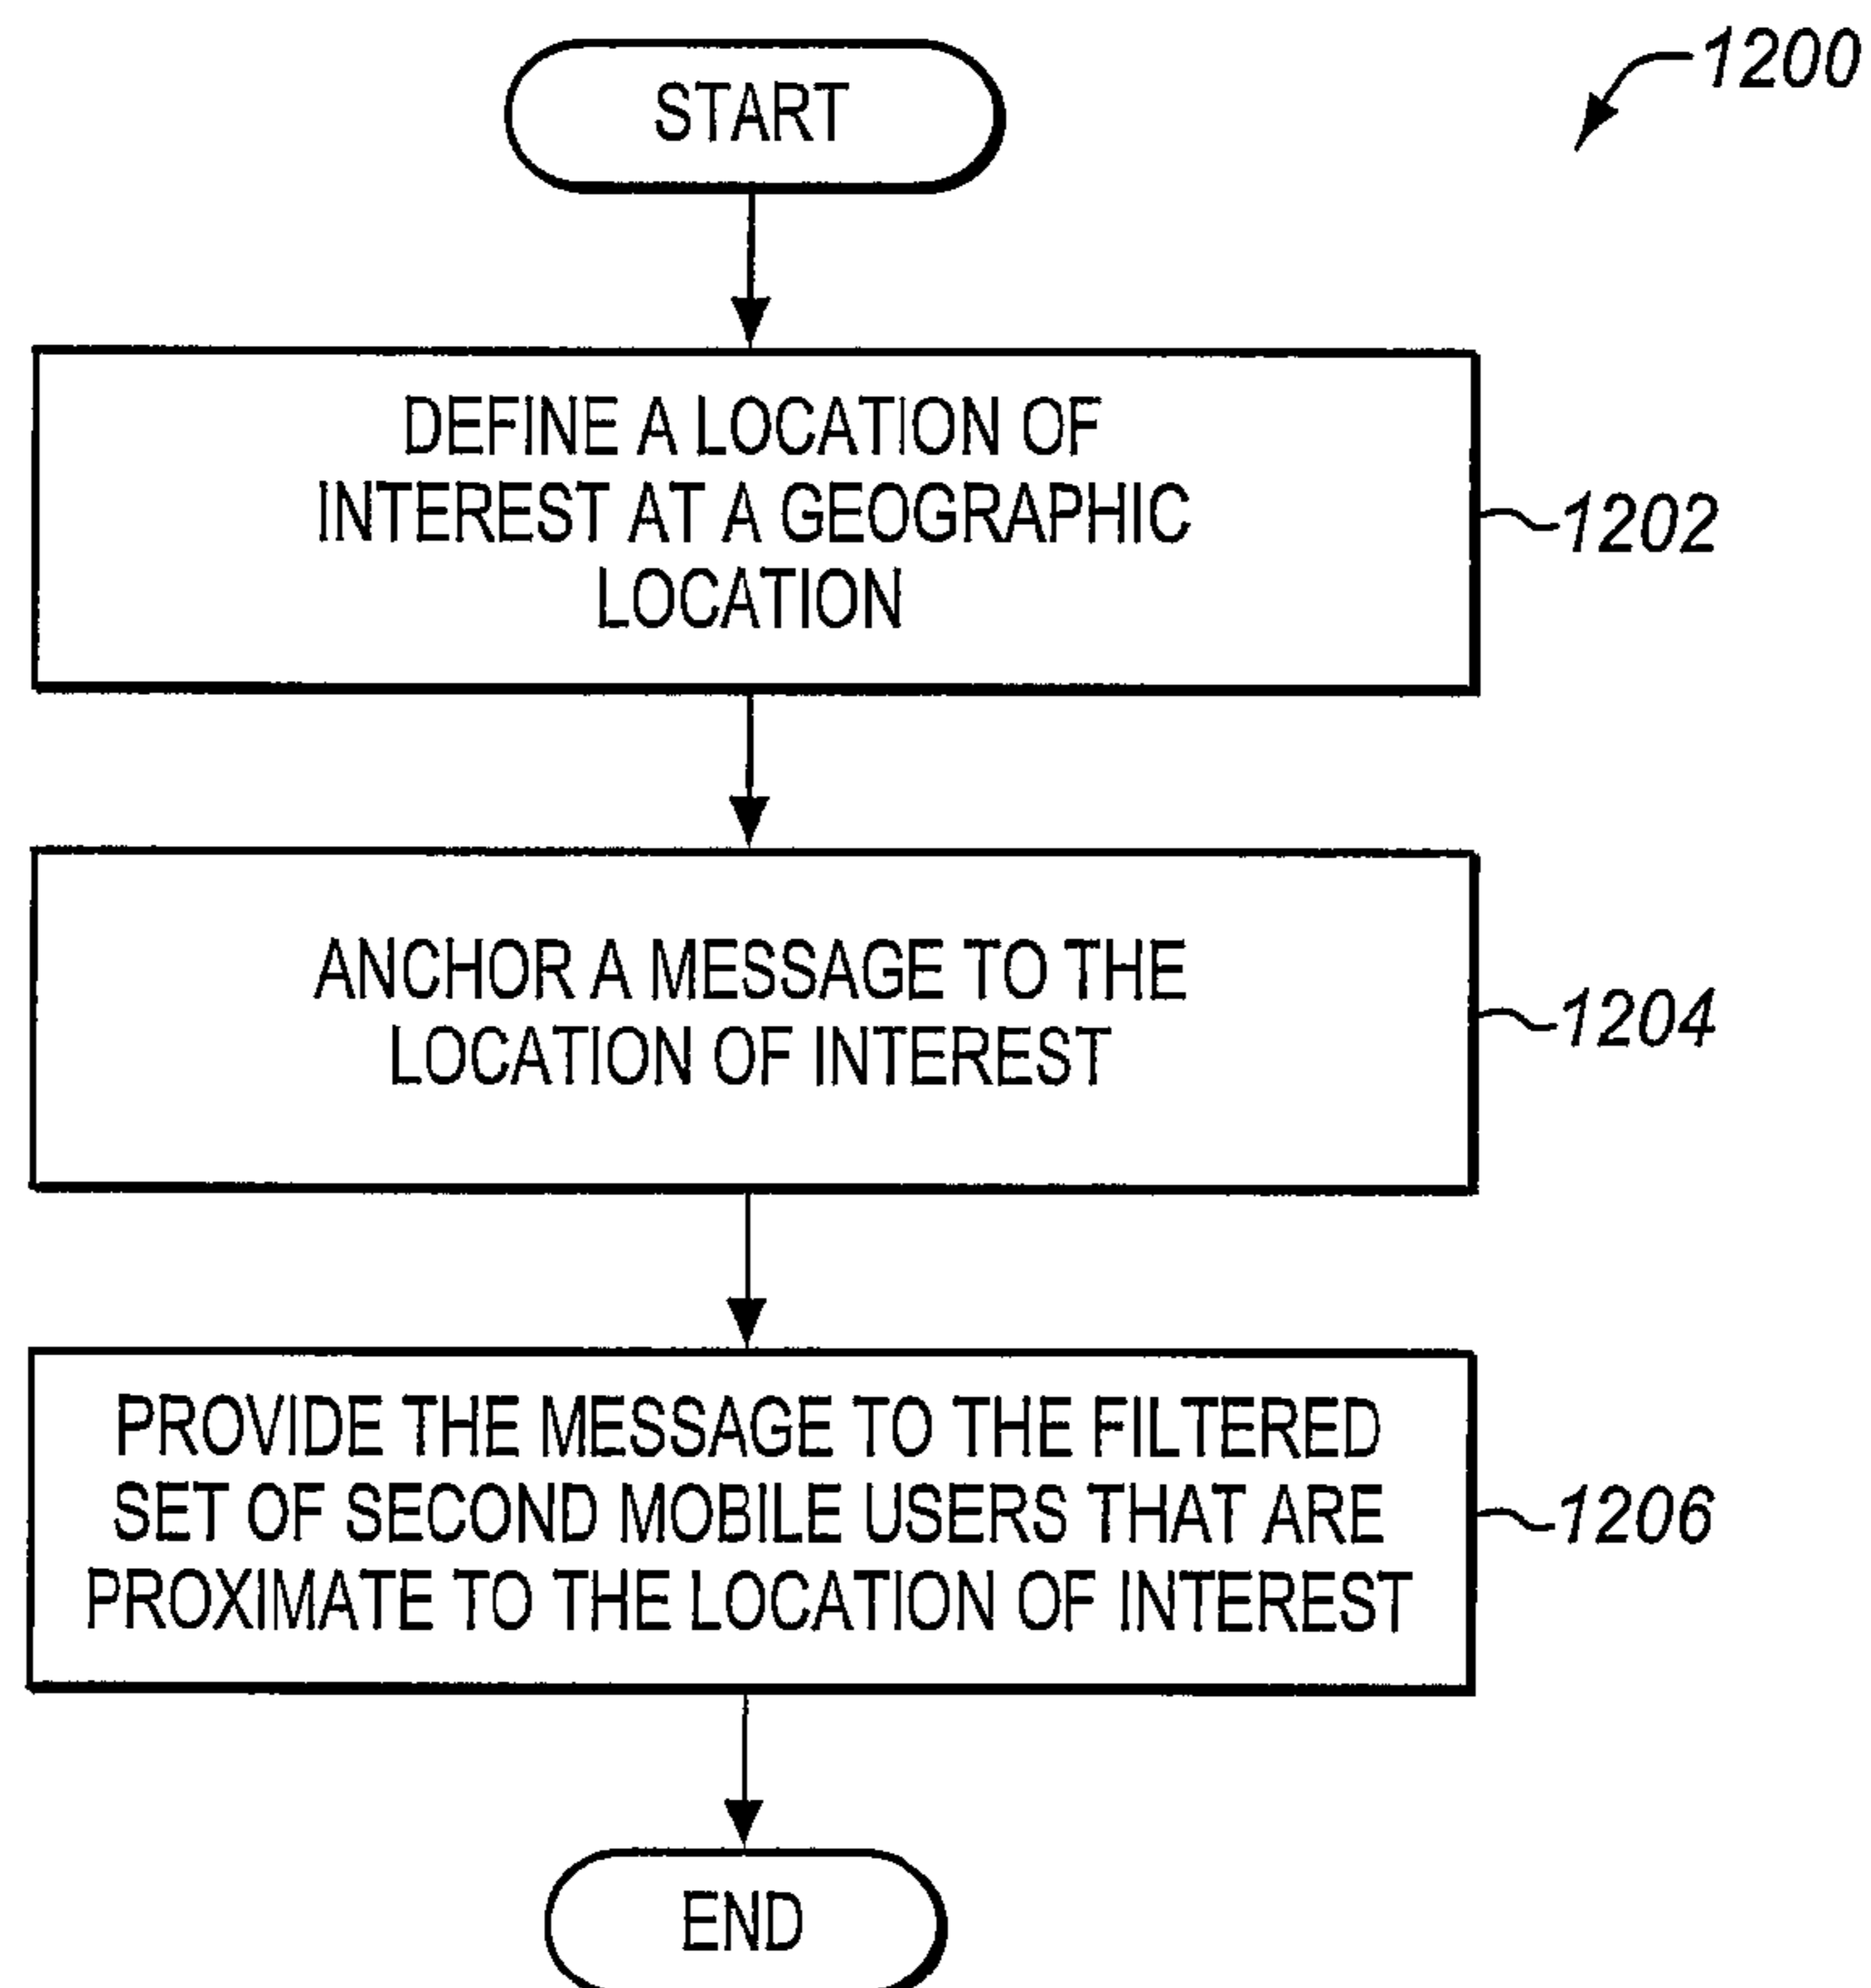 1200
START
DEFINE A LOCATION OF
INTEREST AT A GEOGRAPHIC
LOCATION
1202
ANCHOR A MESSAGE TO THE
LOCATION OF INTEREST
1204
PROVIDE THE MESSAGE TO THE FILTERED
SET OF SECOND MOBILE USERS THAT ARE
PROXIMATE TO THE LOCATION OF INTEREST
1206
END